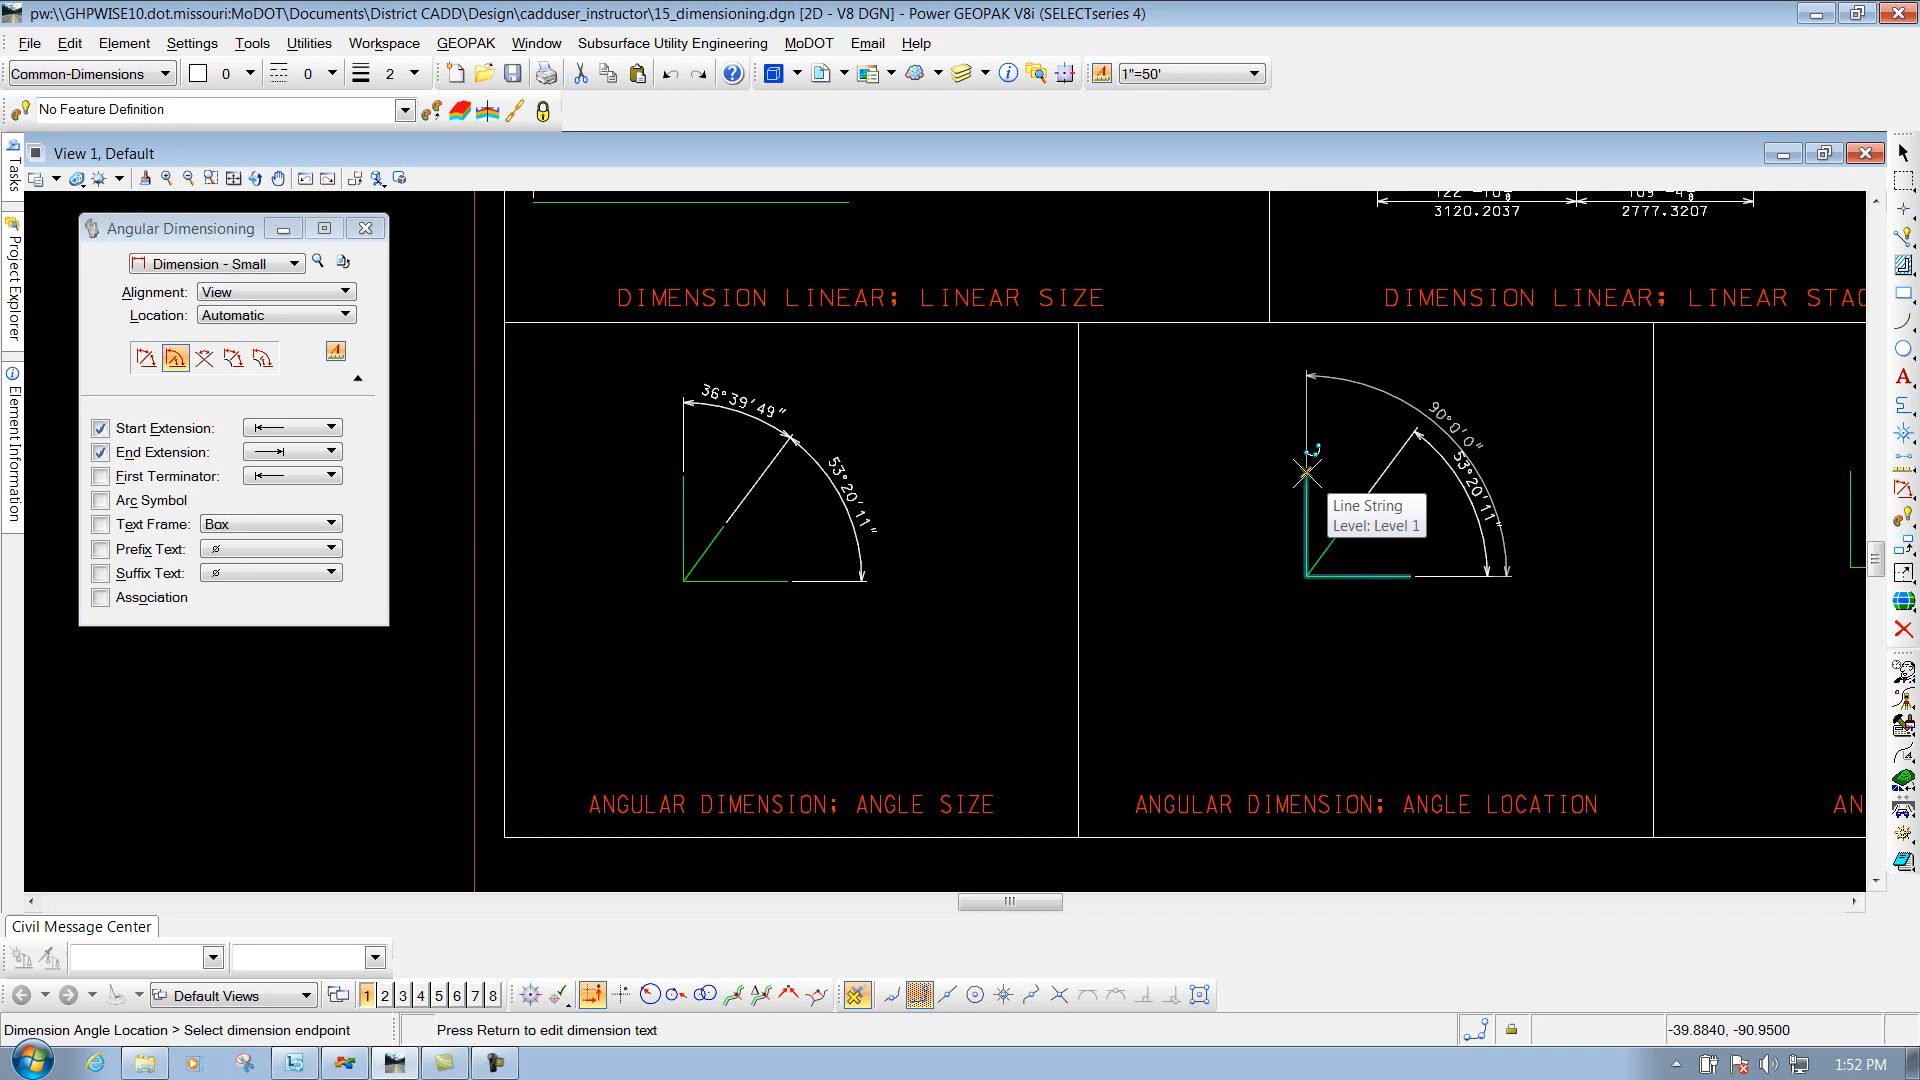 pw:\\GHPWISE10.dot.missouri:MoDOT\Documents\District CADD\Design\cadduser_instructor\15_dimensioning.dgn [2D - V8 DGN] - Power GEOPAK V8i (SELECTseries 4)
File Edit Element Settings Tools Utilities Workspace GEOPAK Window Subsurface Utility Engineering MoDOT Email Help
Common-Dimensions 0 0 2 1"=50'
No Feature Definition
View 1, Default
Tasks
Project Explorer
Element Information
Angular Dimensioning
Dimension - Small
Alignment: View
Location: Automatic
Start Extension:
End Extension:
First Terminator:
Arc Symbol
Text Frame: Box
Prefix Text: ø
Suffix Text: ø
Association
3120.2037 2777.3207
DIMENSION LINEAR; LINEAR SIZE
DIMENSION LINEAR; LINEAR STAC
36°39'49"
53°20'11"
90°0'0"
53°20'11"
Line String
Level: Level 1
ANGULAR DIMENSION; ANGLE SIZE
ANGULAR DIMENSION; ANGLE LOCATION
AN
Civil Message Center
Default Views 1 2 3 4 5 6 7 8
Dimension Angle Location > Select dimension endpoint
Press Return to edit dimension text
-39.8840, -90.9500
1:52 PM